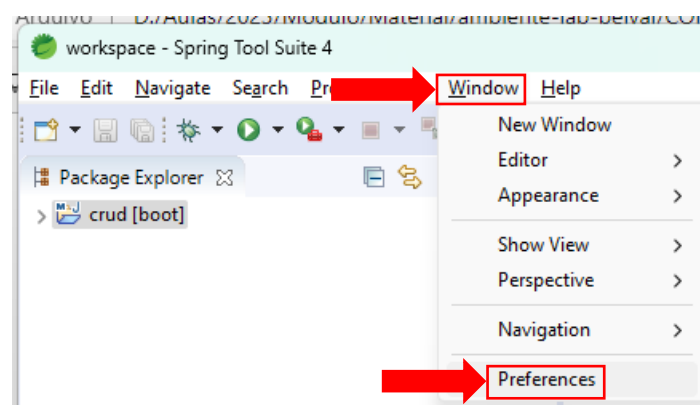 Arquivo | D:/Aulas/2023/Modulo/Material/ambiente-lab-belval/CO
workspace - Spring Tool Suite 4
File Edit Navigate Search Window Help
Package Explorer
crud [boot]
New Window
Editor
Appearance
Show View
Perspective
Navigation
Preferences